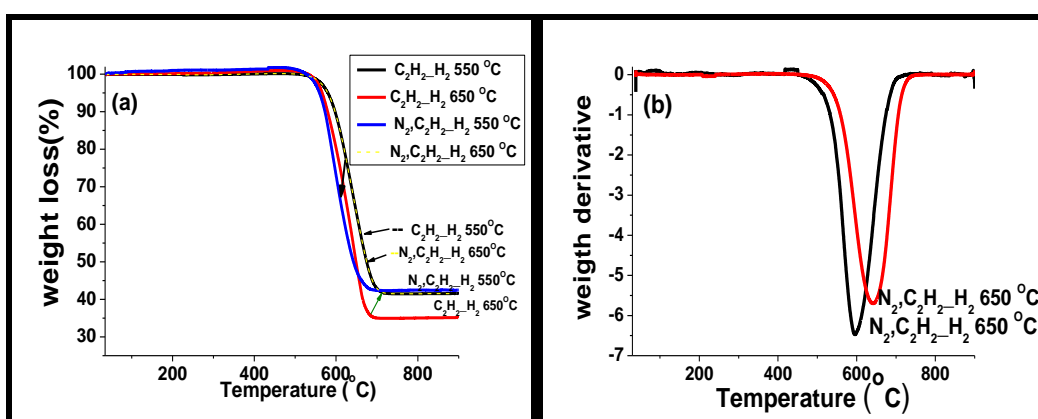 (a)
weight loss(%)
100
90
80
70
60
50
40
30
C₂H₂_H₂ 550 °C
C₂H₂_H₂ 650 °C
N₂,C₂H₂_H₂ 550 °C
N₂,C₂H₂_H₂ 650 °C
C₂H₂_H₂ 550°C
N₂,C₂H₂_H₂ 650°C
N₂,C₂H₂_H₂ 550°C
C₂H₂_H₂ 650°C
200 400 600 800
Temperature (°C)
(b)
weigth derivative
0
-1
-2
-3
-4
-5
-6
-7
N₂,C₂H₂_H₂ 650 °C
N₂,C₂H₂_H₂ 650 °C
200 400 600 800
Temperature (°C)